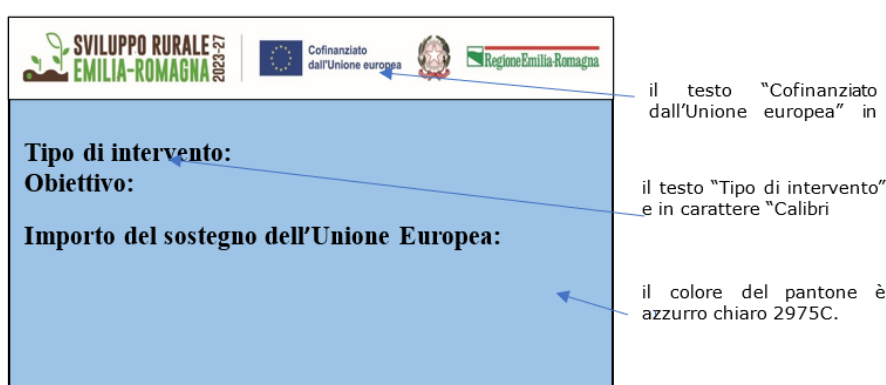 SVILUPPO RURALE
EMILIA-ROMAGNA
2023-27
Cofinanziato
dall'Unione europea
RegioneEmilia-Romagna
il testo “Cofinanziato
dall’Unione europea” in
Tipo di intervento:
Obiettivo:
il testo “Tipo di intervento”
e in carattere “Calibri
Importo del sostegno dell’Unione Europea:
il colore del pantone è
azzurro chiaro 2975C.